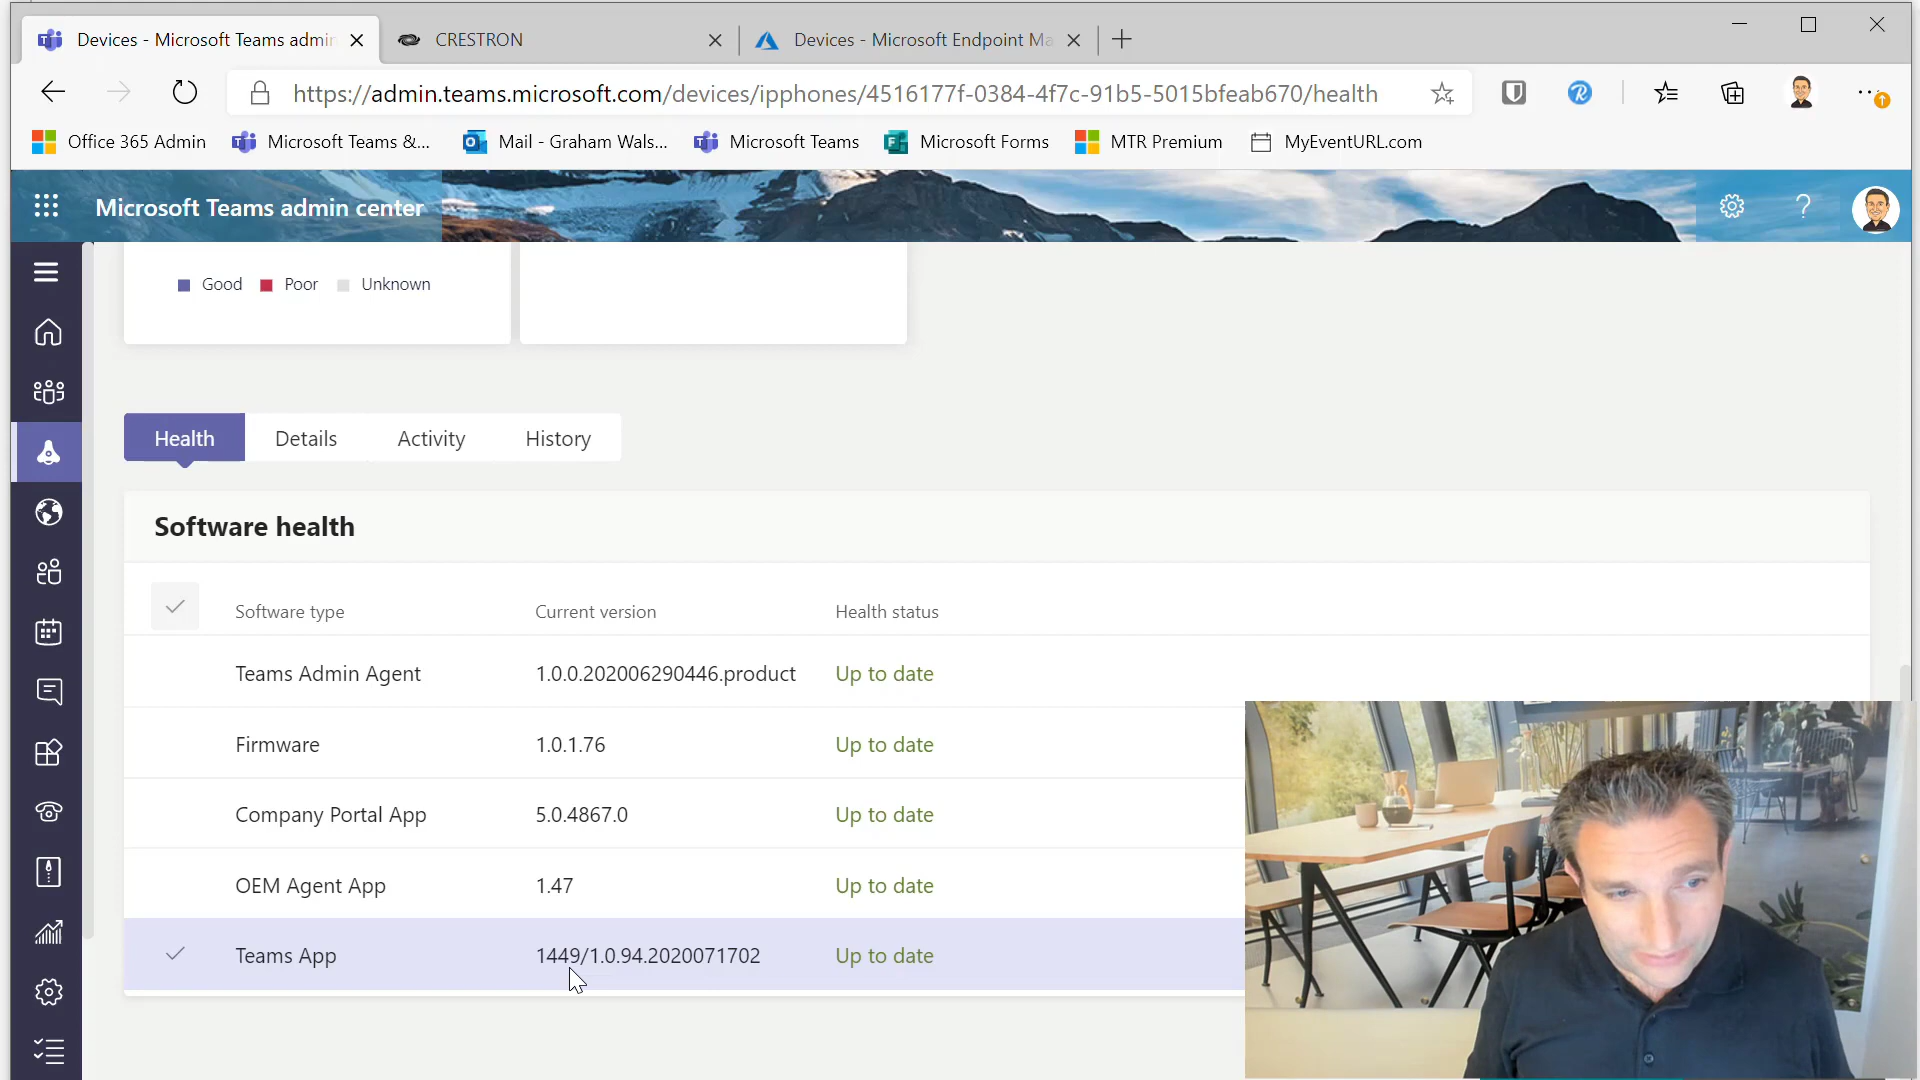 Devices - Microsoft Teams admin
CRESTRON
Devices - Microsoft Endpoint Ma
https://admin.teams.microsoft.com/devices/ipphones/4516177f-0384-4f7c-91b5-5015bfeab670/health
Office 365 Admin
Microsoft Teams &...
Mail - Graham Wals...
Microsoft Teams
Microsoft Forms
MTR Premium
MyEventURL.com
Microsoft Teams admin center
Good Poor Unknown
Health Details Activity History
Software health
Software type Current version Health status
Teams Admin Agent 1.0.0.202006290446.product Up to date
Firmware 1.0.1.76 Up to date
Company Portal App 5.0.4867.0 Up to date
OEM Agent App 1.47 Up to date
Teams App 1449/1.0.94.2020071702 Up to date